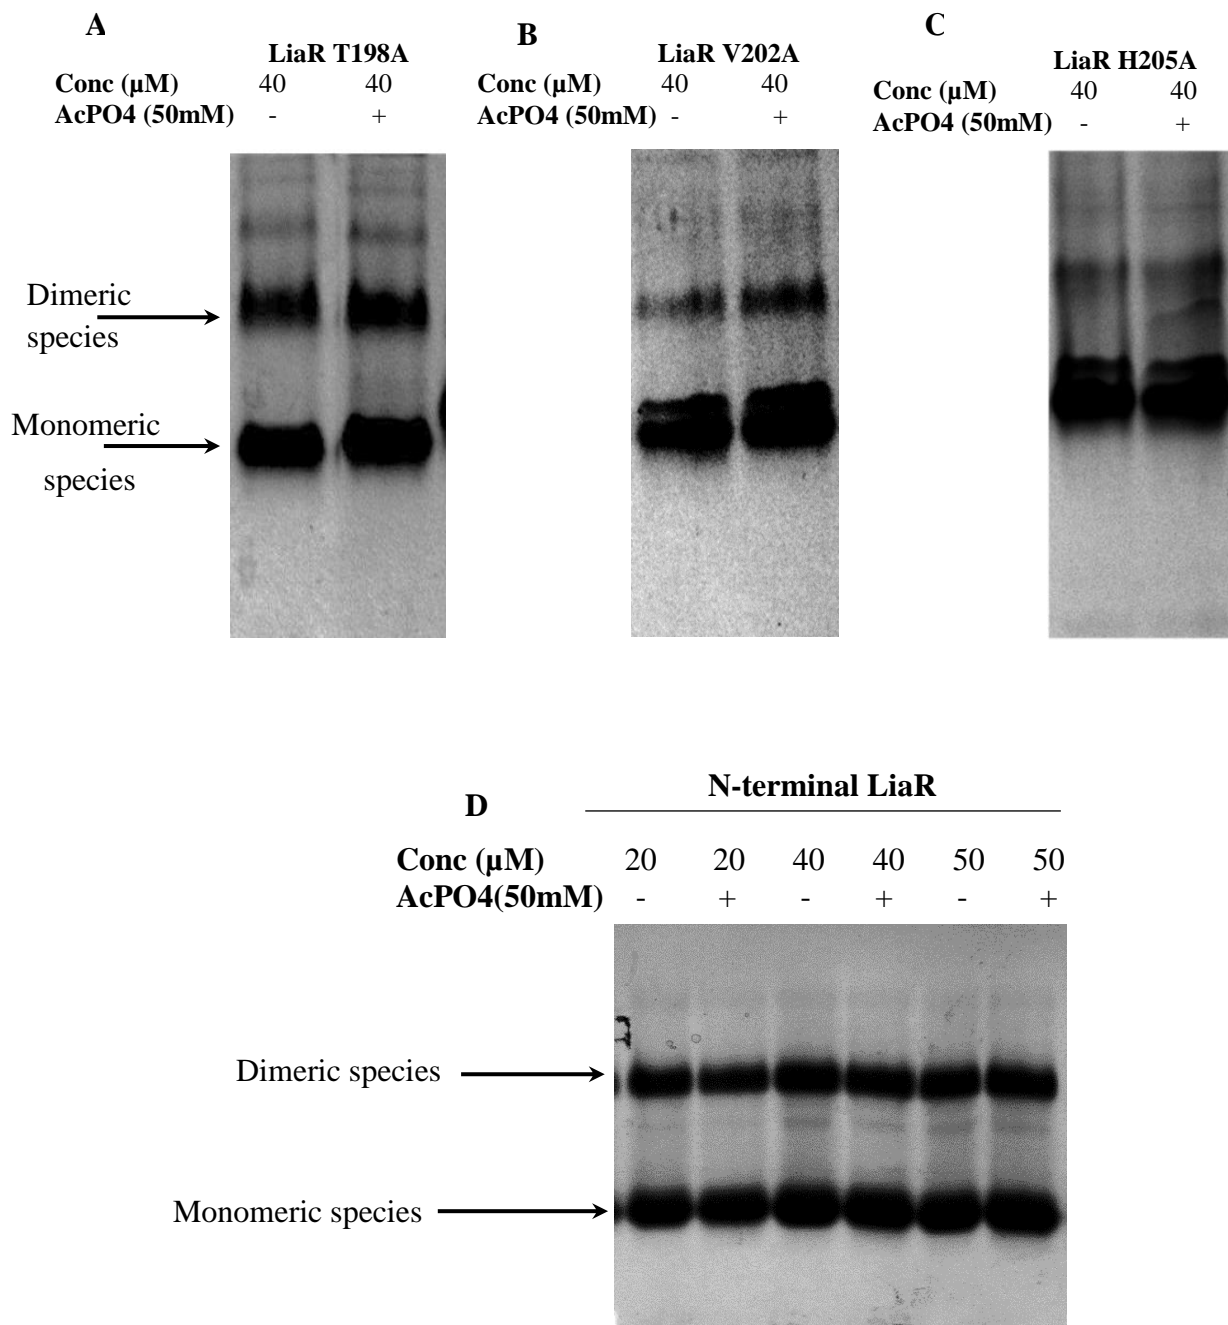 A
LiaR T198A
Conc (µM) 40 40
AcPO4 (50mM) - +
B
LiaR V202A
Conc (µM) 40 40
AcPO4 (50mM) - +
C
LiaR H205A
Conc (µM) 40 40
AcPO4 (50mM) - +
Dimeric
species
Monomeric
species
N-terminal LiaR
D
Conc (µM) 20 20 40 40 50 50
AcPO4(50mM) - + - + - +
Dimeric species
Monomeric species